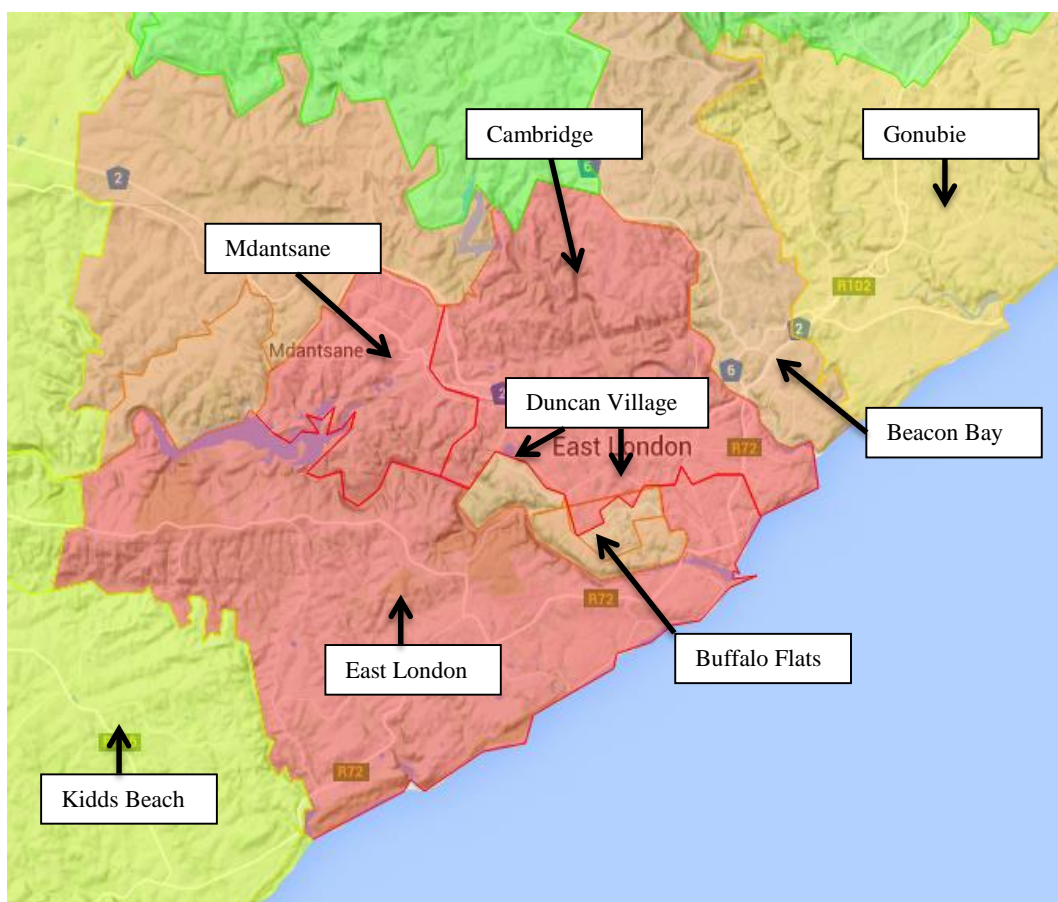 Cambridge
Gonubie
6
2
Mdantsane
R102
2
Mdantsane
6
2
Duncan Village
Beacon Bay
East London
R72
R72
Buffalo Flats
East London
R72
Kidds Beach